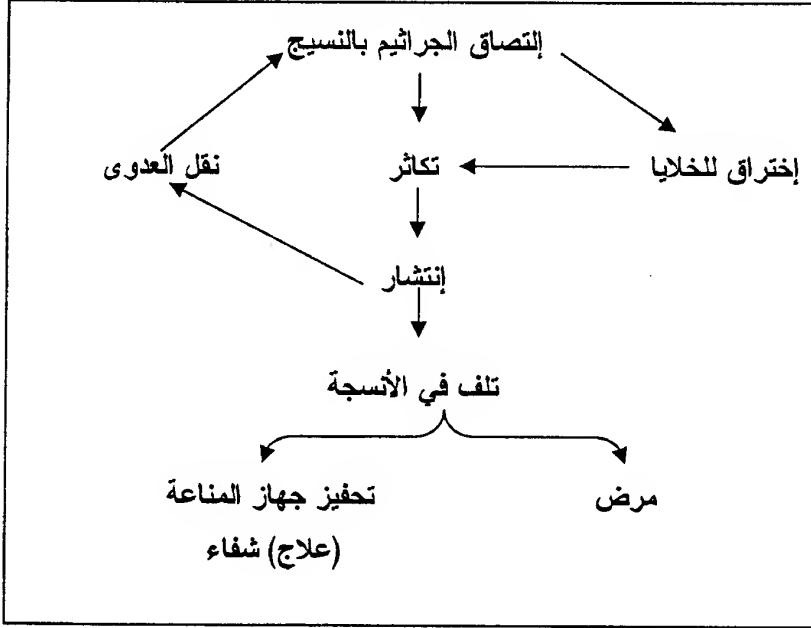 إلتصاق الجراثيم بالنسيج
إختراق للخلايا
تكاثر
نقل العدوى
إنتشار
تلف في الأنسجة
مرض
تحفيز جهاز المناعة
(علاج) شفاء